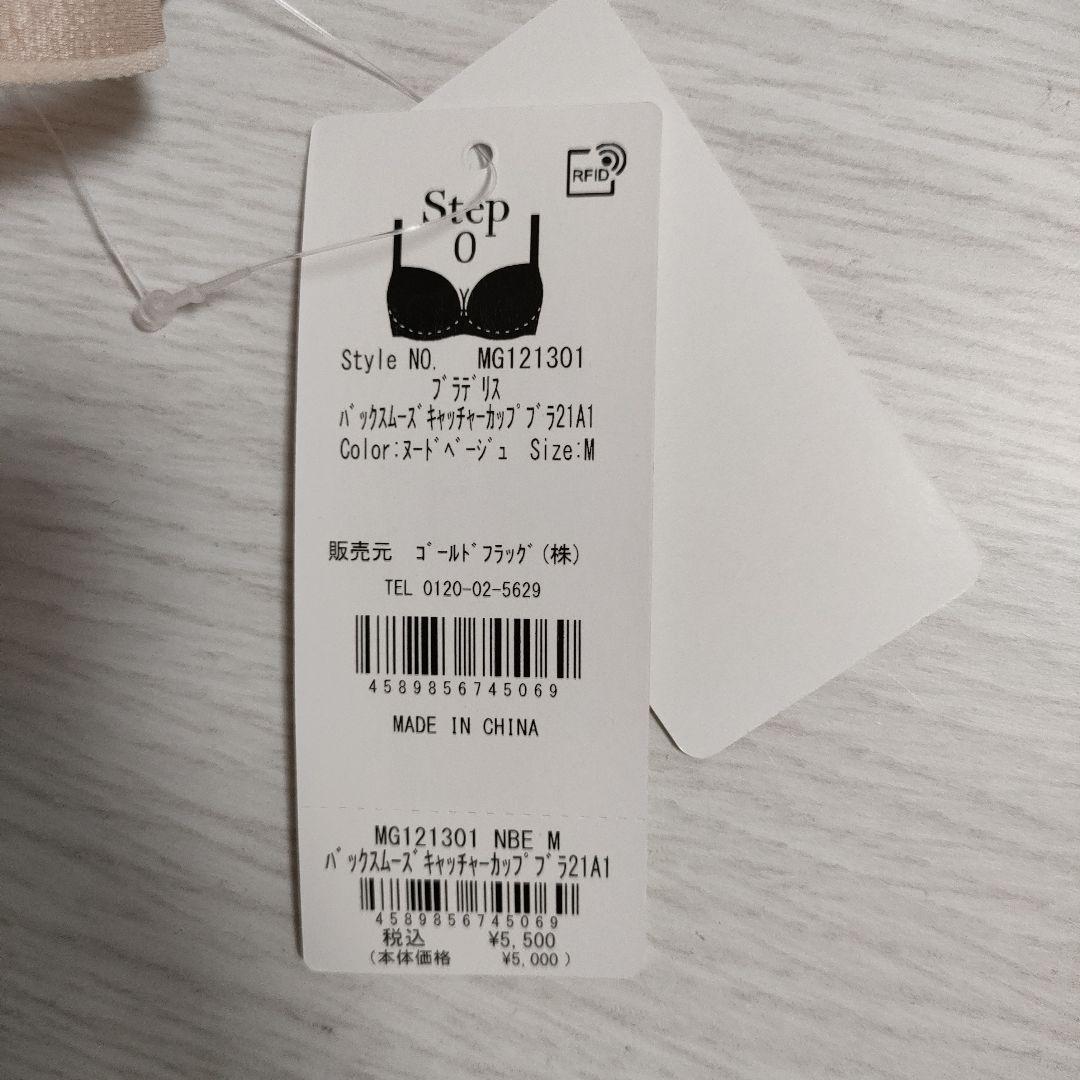 RFID
Step
0
Style NO. MG121301
ﾌﾞﾗﾃﾞﾘｽ
ﾊﾞｯｸｽﾑｰｽﾞｷｬｯﾁｬｰｶｯﾌﾟﾌﾞﾗ21A1
Color:ﾇｰﾄﾞﾍﾞｰｼﾞｭ Size:M
販売元 ｺﾞｰﾙﾄﾞﾌﾗｯｸﾞ(株)
TEL 0120-02-5629
4589856745069
MADE IN CHINA
MG121301 NBE M
ﾊﾞｯｸｽﾑｰｽﾞｷｬｯﾁｬｰｶｯﾌﾟﾌﾞﾗ21A1
4589856745069
税込 ¥5,500
(本体価格 ¥5,000)